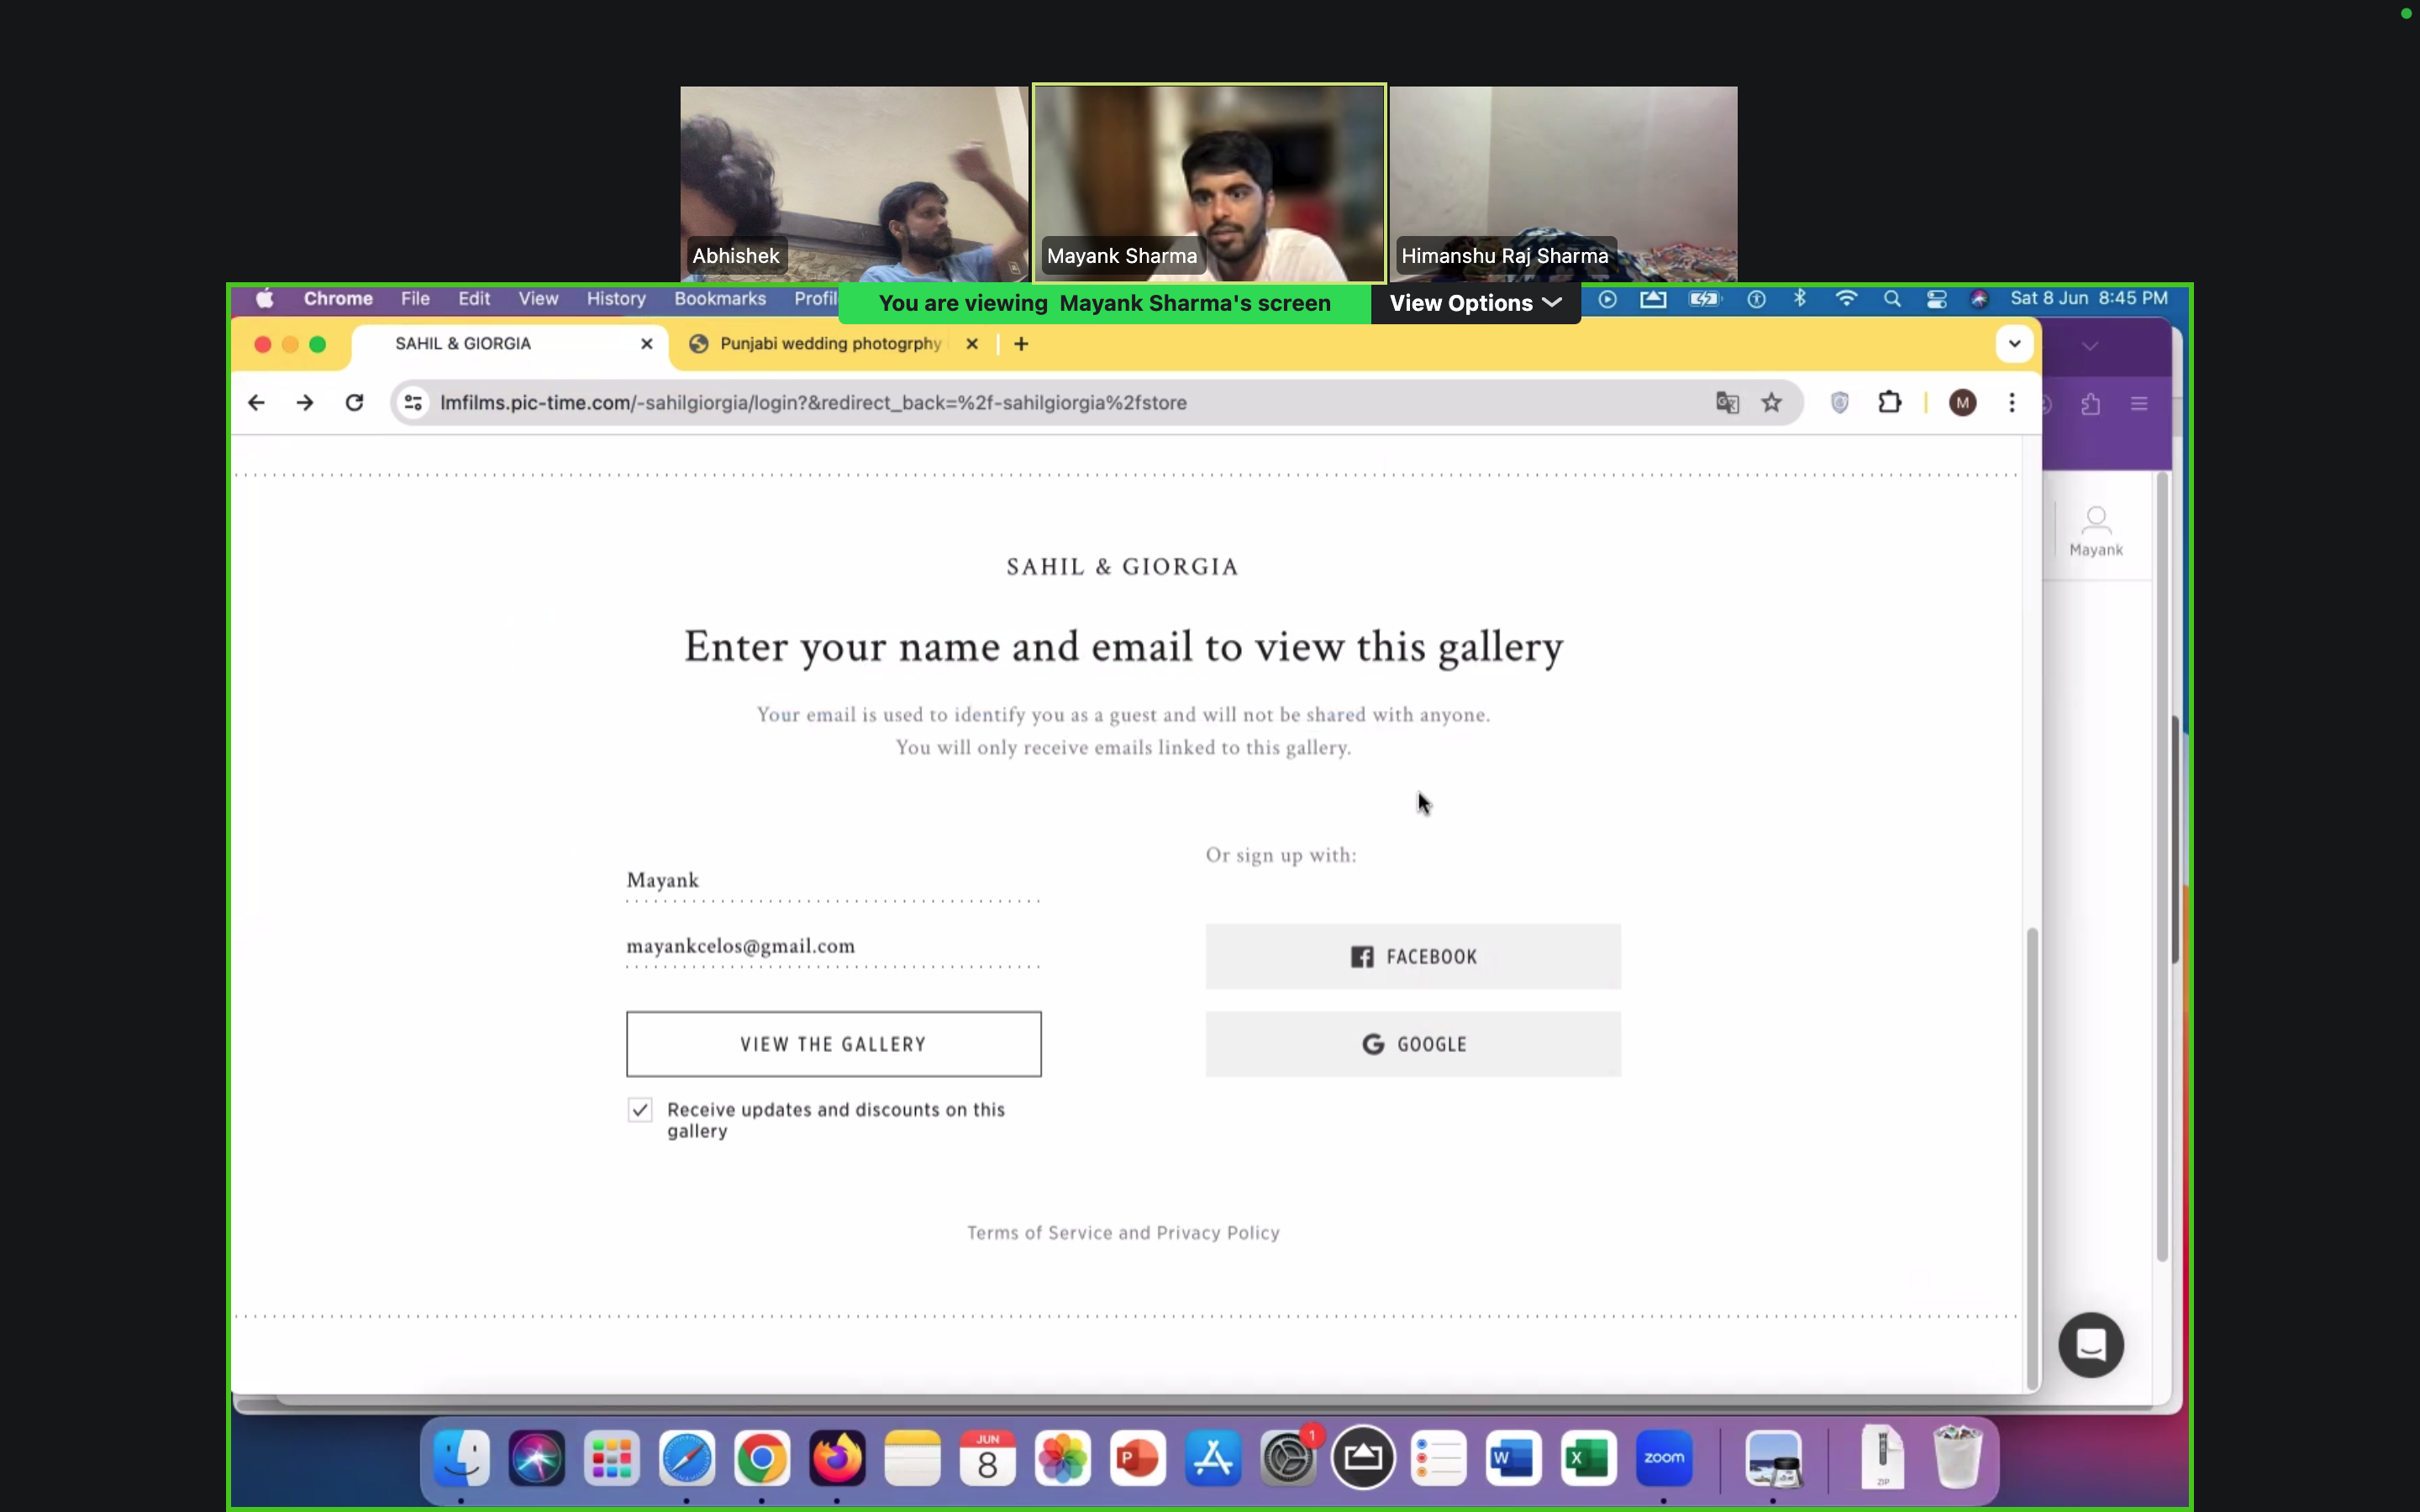 Abhishek
Mayank Sharma
Himanshu Raj Sharma
Chrome File Edit View History Bookmarks Profil
You are viewing Mayank Sharma's screen
View Options
Sat 8 Jun 8:45 PM
SAHIL & GIORGIA
Punjabi wedding photogrphy
lmfilms.pic-time.com/-sahilgiorgia/login?&redirect_back=%2f-sahilgiorgia%2fstore
M
Mayank
SAHIL & GIORGIA
Enter your name and email to view this gallery
Your email is used to identify you as a guest and will not be shared with anyone.
You will only receive emails linked to this gallery.
Or sign up with:
Mayank
mayankcelos@gmail.com
FACEBOOK
VIEW THE GALLERY
GOOGLE
Receive updates and discounts on this
gallery
Terms of Service and Privacy Policy
JUN
8
P
1
W
X
zoom
ZIP